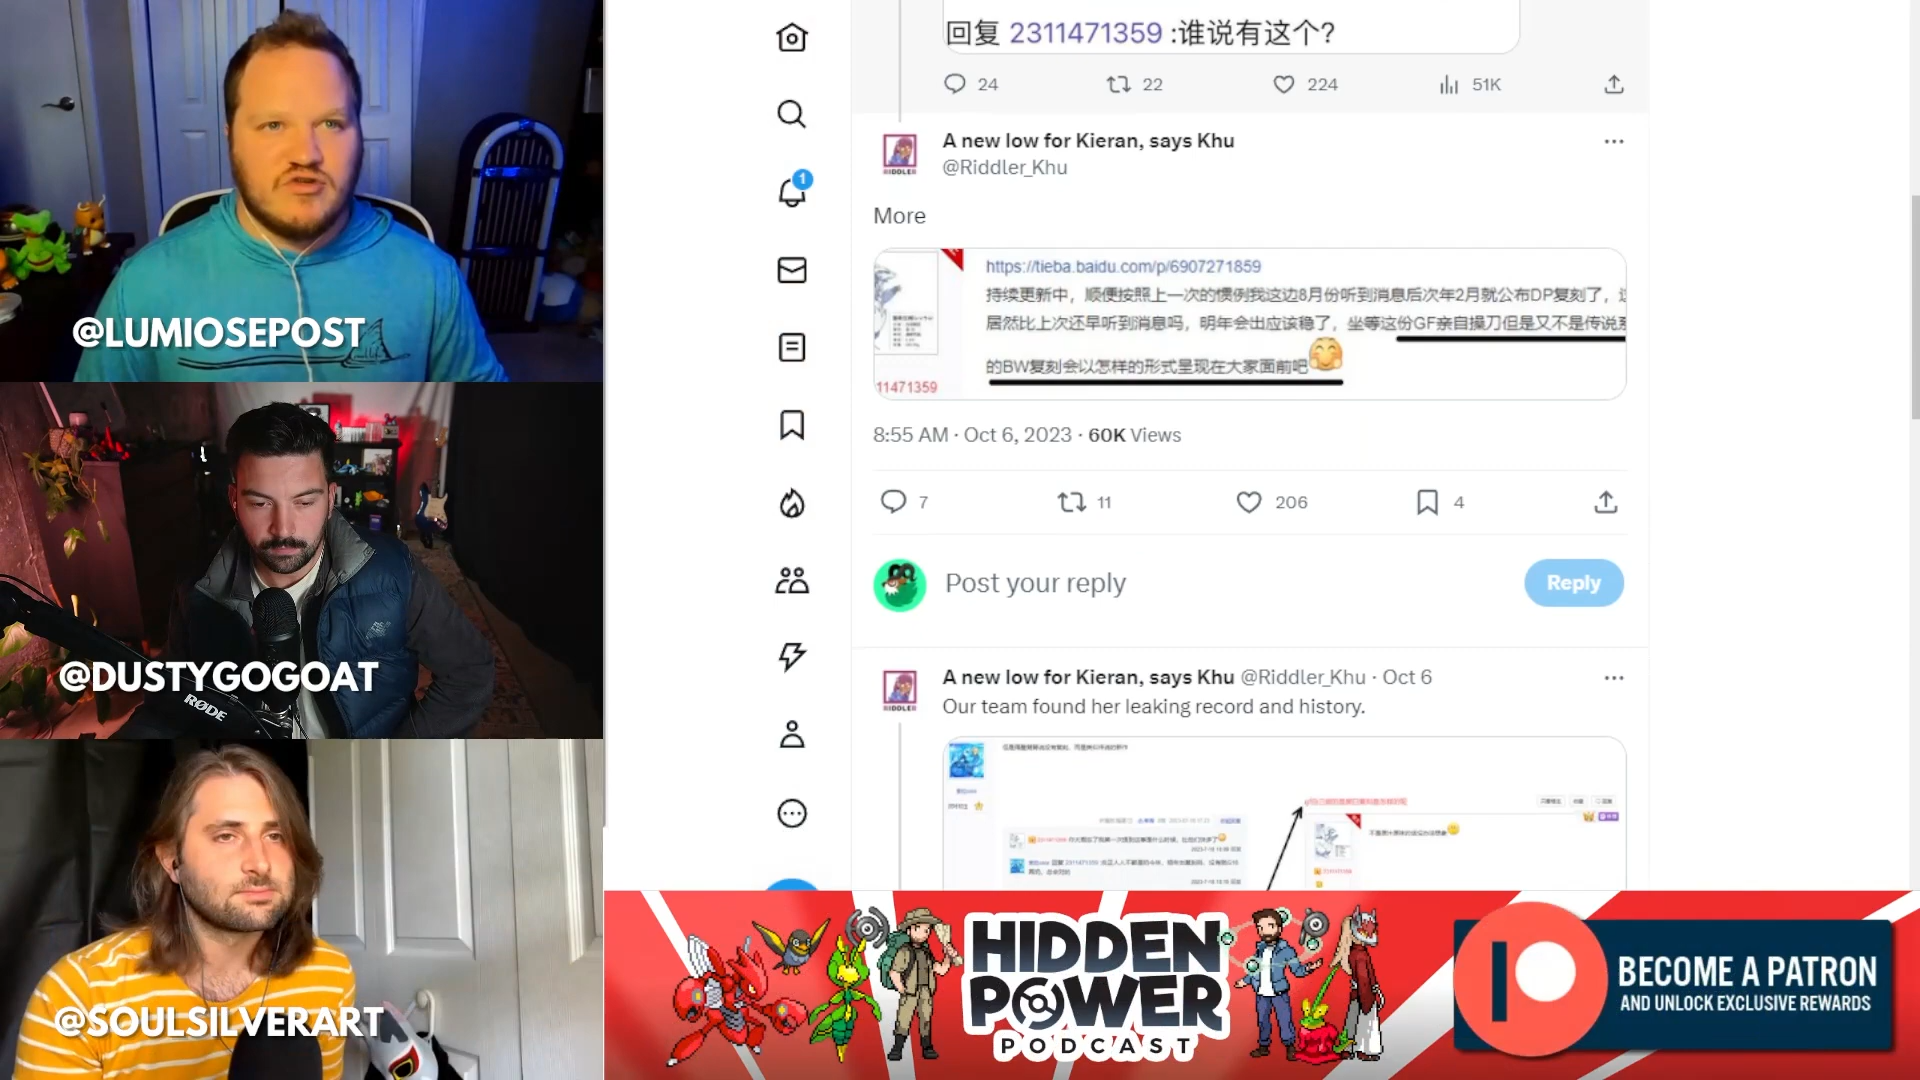 @LUMIOSEPOST
@DUSTYGOGOAT
RØDE
@SOULSILVERART
1
回复 2311471359 :谁说有这个?
24
22
224
51K
RIDDLER
A new low for Kieran, says Khu
@Riddler_Khu
More
https://tieba.baidu.com/p/6907271859
持续更新中，顺便按照上一次的惯例我这边8月份听到消息后次年2月就公布DP复刻了，
居然比上次还早听到消息吗，明年会出应该稳了，坐等这份GF亲自操刀但是又不是传说
的BW复刻会以怎样的形式呈现在大家面前吧
11471359
8:55 AM · Oct 6, 2023 · 60K Views
7
11
206
4
Post your reply
Reply
RIDDLER
A new low for Kieran, says Khu @Riddler_Khu · Oct 6
Our team found her leaking record and history.
HIDDEN
POWER
PODCAST
BECOME A PATRON
AND UNLOCK EXCLUSIVE REWARDS